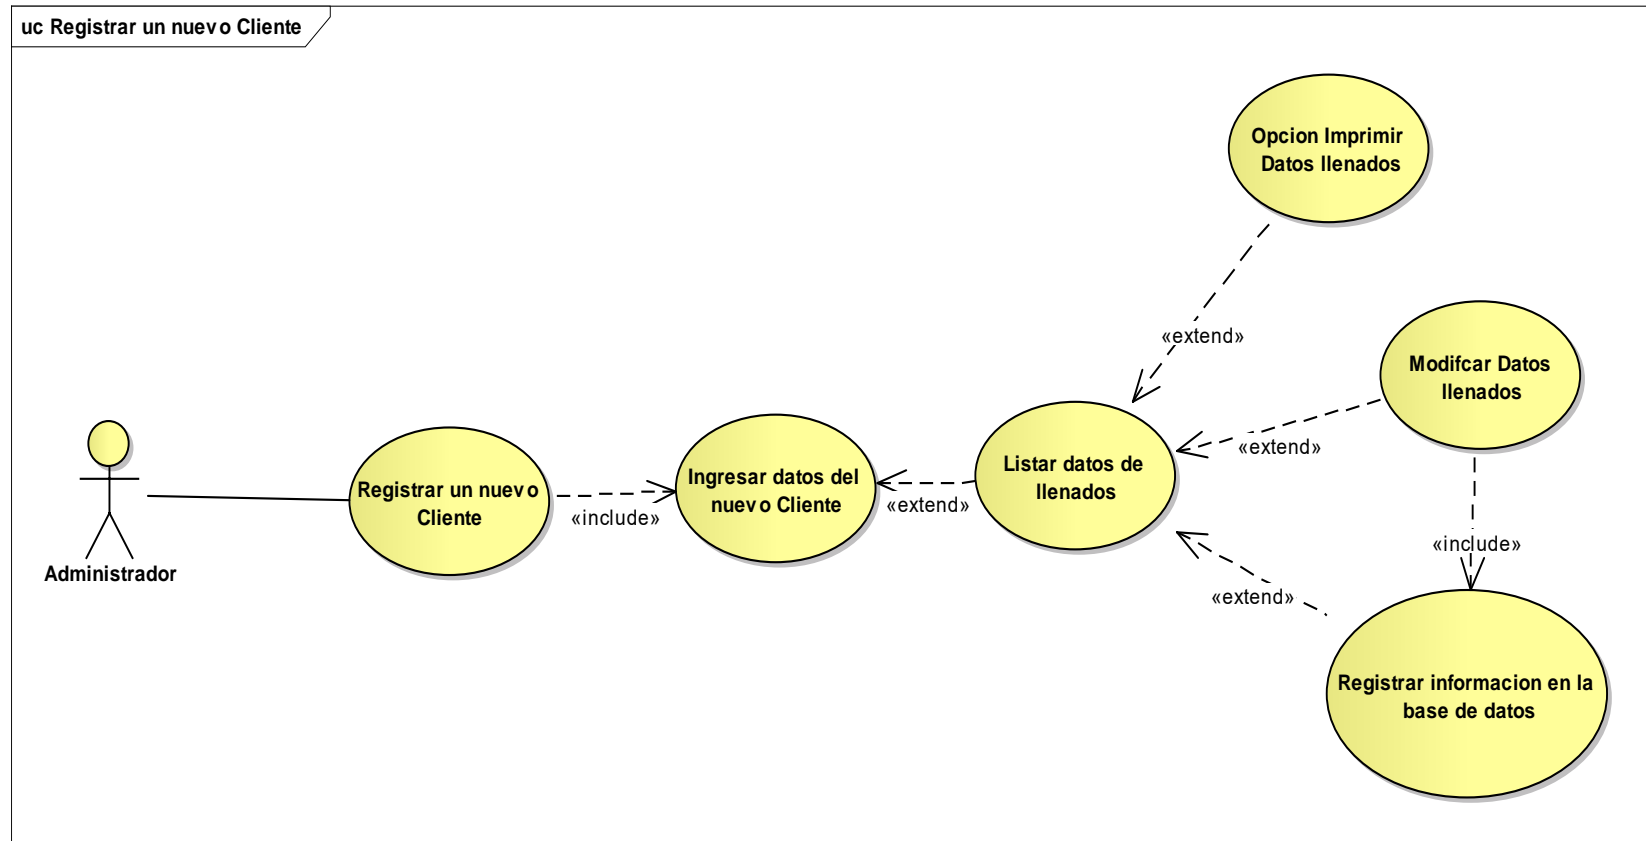 uc Registrar un nuevo Cliente
Opcion Imprimir
Datos llenados
«extend»
Modifcar Datos
llenados
«extend»
Listar datos de
llenados
Ingresar datos del
nuevo Cliente
«extend»
Registrar un nuevo
Cliente
«include»
Administrador
«include»
«extend»
Registrar informacion en la
base de datos